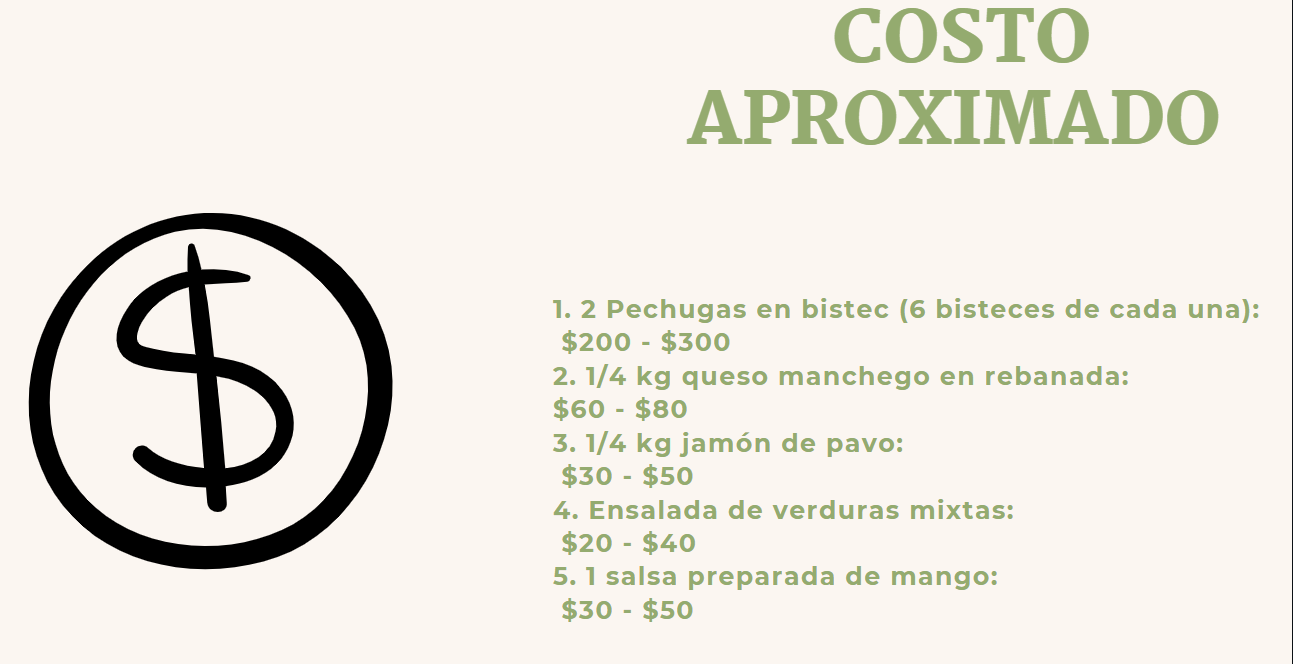 COSTO
APROXIMADO
1. 2 Pechugas en bistec (6 bisteces de cada una):
$200 - $300
2. 1/4 kg queso manchego en rebanada:
$60 - $80
3. 1/4 kg jamón de pavo:
$30 - $50
4. Ensalada de verduras mixtas:
$20 - $40
5. 1 salsa preparada de mango:
$30 - $50